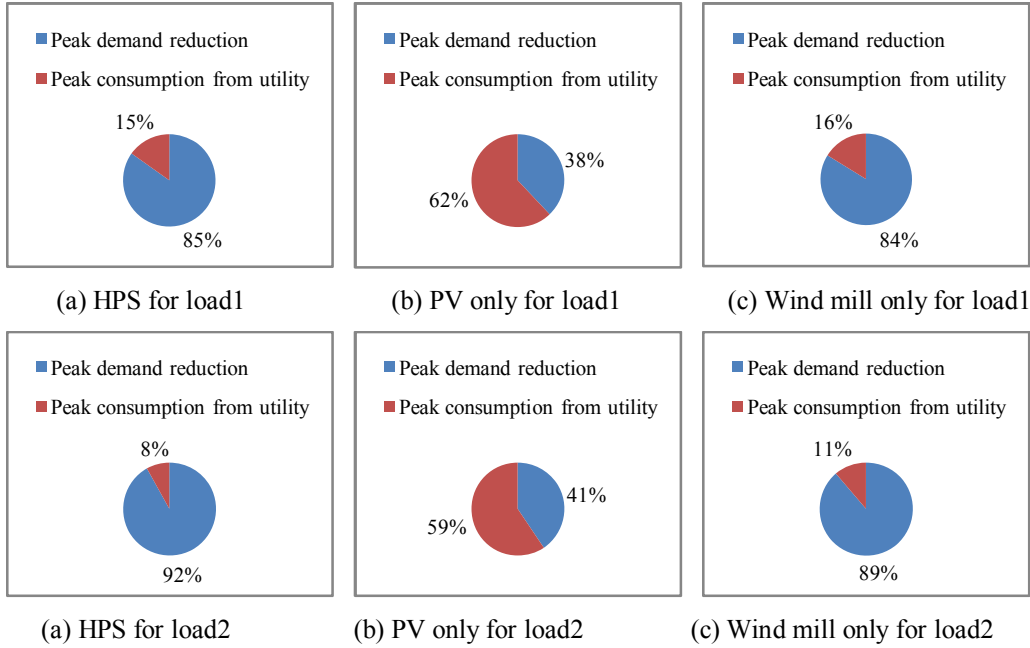 Peak demand reduction
Peak consumption from utility
15%
85%
(a) HPS for load1
Peak demand reduction
Peak consumption from utility
38%
62%
(b) PV only for load1
Peak demand reduction
Peak consumption from utility
16%
84%
(c) Wind mill only for load1
Peak demand reduction
Peak consumption from utility
8%
92%
(a) HPS for load2
Peak demand reduction
Peak consumption from utility
41%
59%
(b) PV only for load2
Peak demand reduction
Peak consumption from utility
11%
89%
(c) Wind mill only for load2